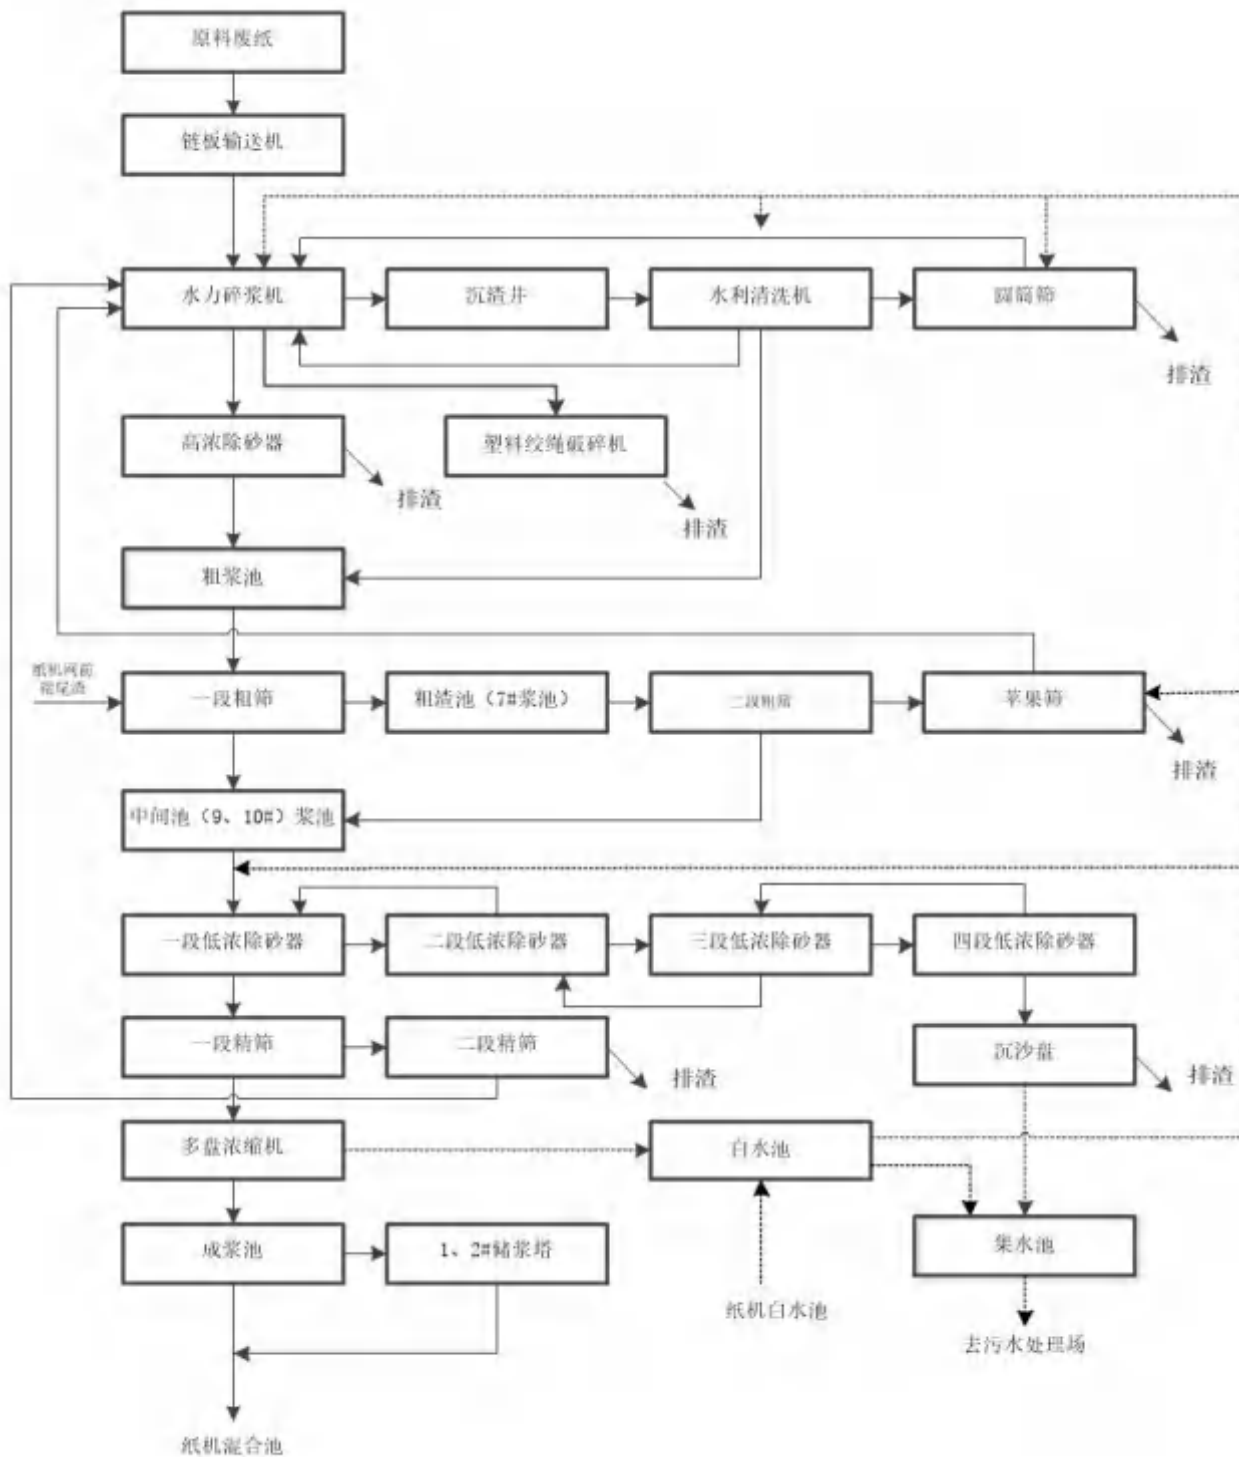 原料废纸
链板输送机
水力碎浆机
沉渣井
水利清洗机
圆筒筛
排渣
高浓除砂器
塑料绞绳破碎机
排渣
排渣
粗浆池
纸机网前
筛尾渣
一段粗筛
粗渣池（7#浆池）
二段粗筛
苹果筛
排渣
中间池（9、10#）浆池
一段低浓除砂器
二段低浓除砂器
三段低浓除砂器
四段低浓除砂器
一段精筛
二段精筛
沉沙盘
排渣
排渣
多盘浓缩机
白水池
成浆池
1、2#储浆塔
集水池
纸机白水池
去污水处理场
纸机混合池